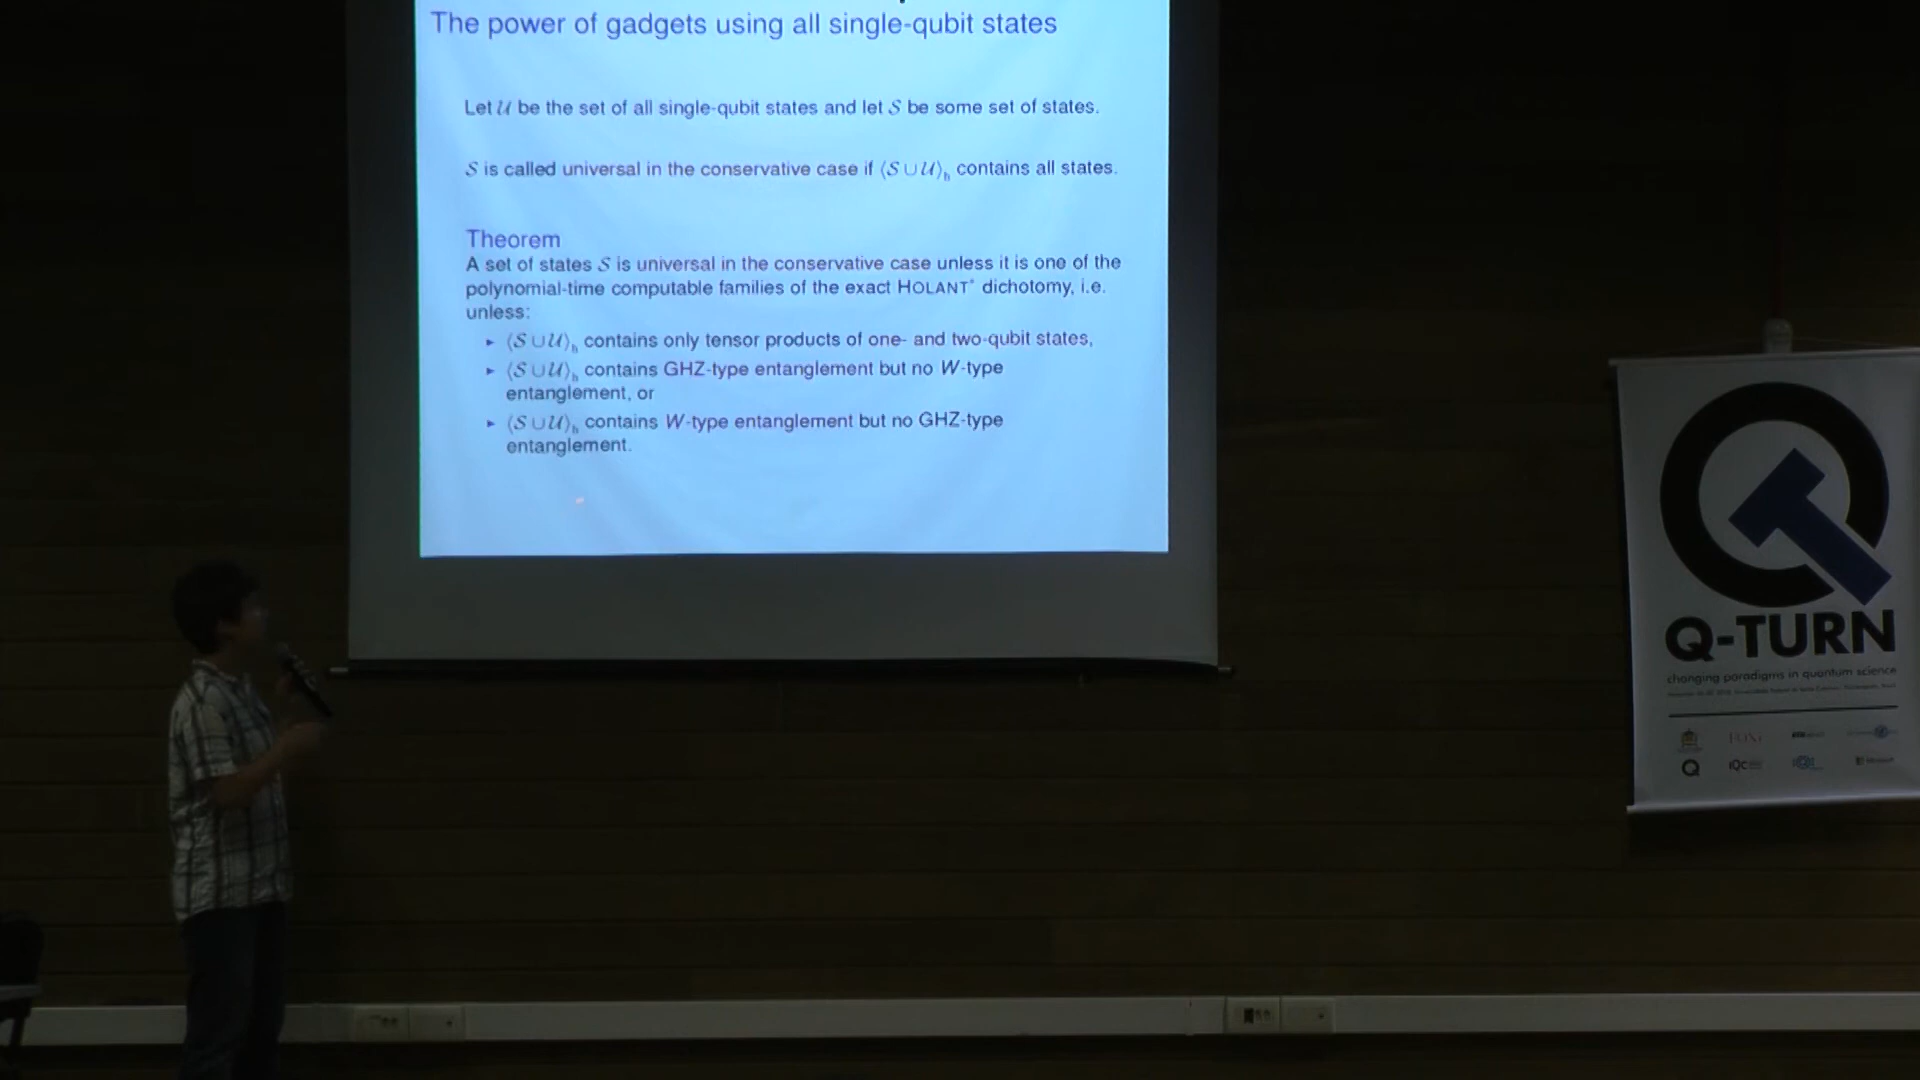 The power of gadgets using all single-qubit states
Let 𝒰 be the set of all single-qubit states and let 𝒮 be some set of states.
𝒮 is called universal in the conservative case if ⟨𝒮 ∪ 𝒰⟩ₕ contains all states.
Theorem
A set of states 𝒮 is universal in the conservative case unless it is one of the
polynomial-time computable families of the exact HOLANT* dichotomy, i.e.
unless:
► ⟨𝒮 ∪ 𝒰⟩ₕ contains only tensor products of one- and two-qubit states,
► ⟨𝒮 ∪ 𝒰⟩ₕ contains GHZ-type entanglement but no W-type
entanglement, or
► ⟨𝒮 ∪ 𝒰⟩ₕ contains W-type entanglement but no GHZ-type
entanglement.
Q-TURN
changing paradigms in quantum science
iQc